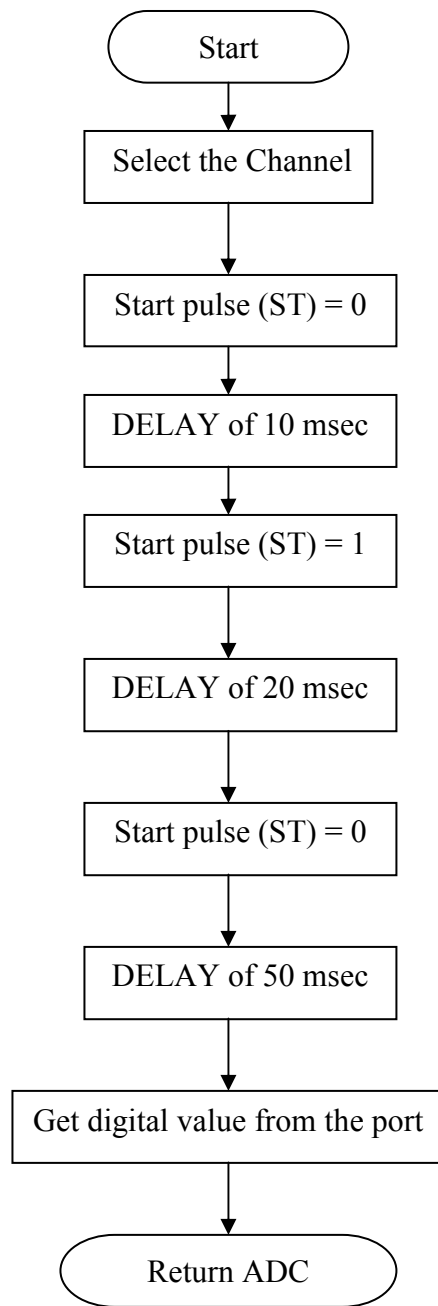 Start
Select the Channel
Start pulse (ST) = 0
DELAY of 10 msec
Start pulse (ST) = 1
DELAY of 20 msec
Start pulse (ST) = 0
DELAY of 50 msec
Get digital value from the port
Return ADC